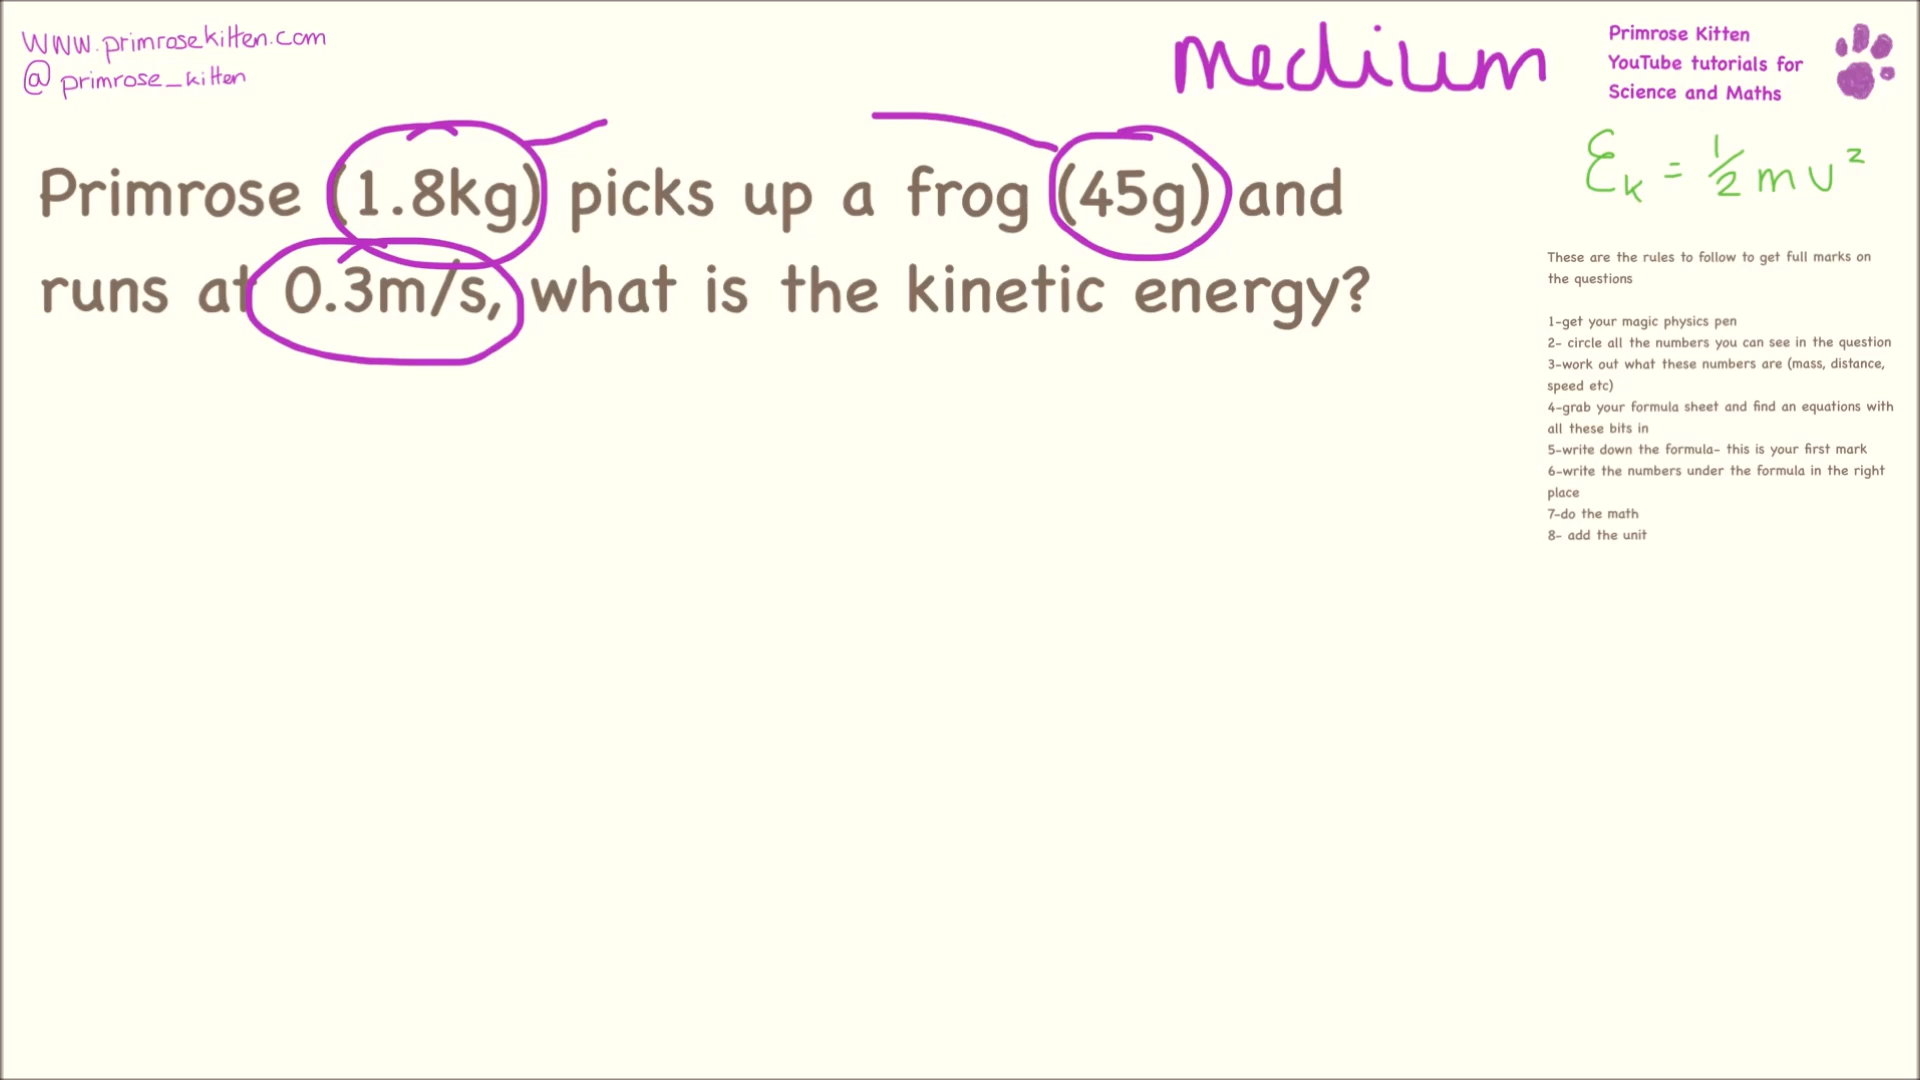 www.primrosekitten.com
@primrose_kitten
medium
Primrose Kitten
YouTube tutorials for
Science and Maths
Ek = 1/2 mv²
Primrose (1.8kg) picks up a frog (45g) and
runs at 0.3m/s, what is the kinetic energy?
These are the rules to follow to get full marks on
the questions
1-get your magic physics pen
2- circle all the numbers you can see in the question
3-work out what these numbers are (mass, distance,
speed etc)
4-grab your formula sheet and find an equations with
all these bits in
5-write down the formula- this is your first mark
6-write the numbers under the formula in the right
place
7-do the math
8- add the unit